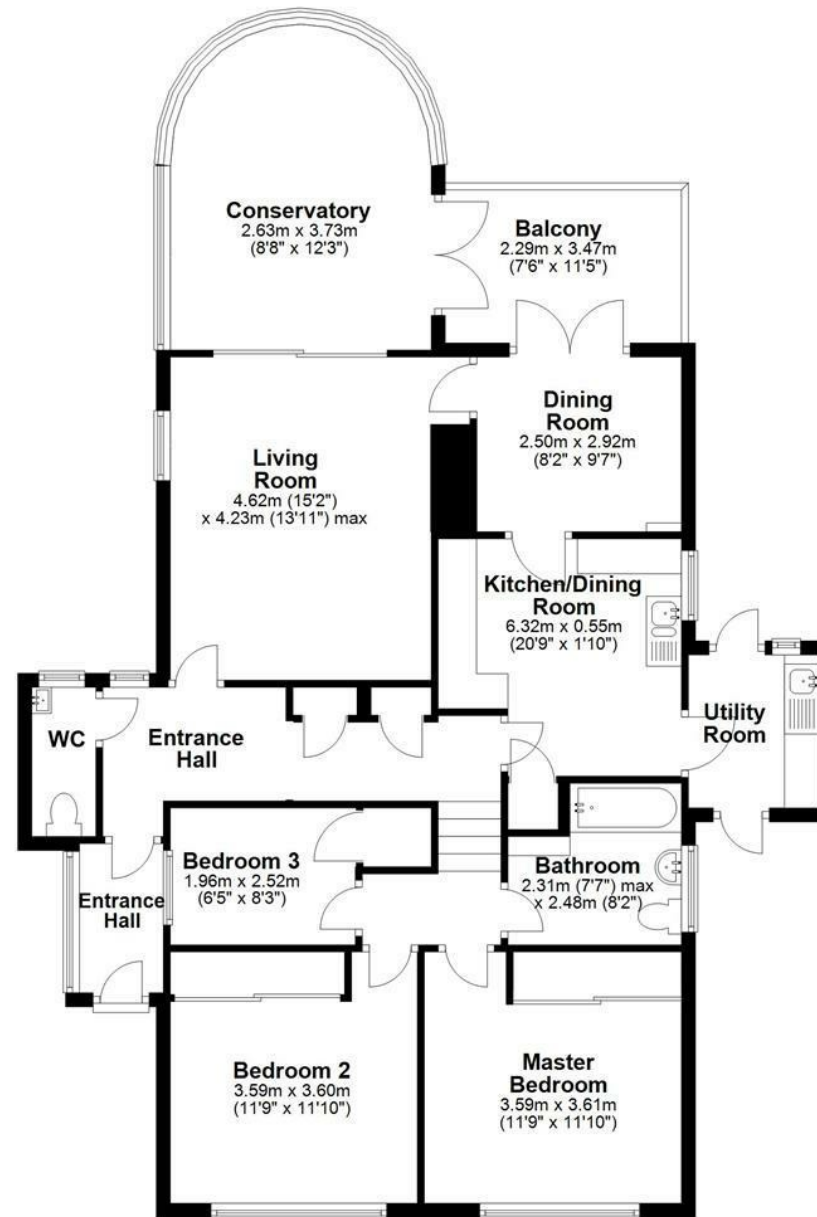 Conservatory
2.63m x 3.73m
(8'8" x 12'3")
Balcony
2.29m x 3.47m
(7'6" x 11'5")
Dining
Room
2.50m x 2.92m
(8'2" x 9'7")
Living
Room
4.62m (15'2")
x 4.23m (13'11") max
Kitchen/Dining
Room
6.32m x 0.55m
(20'9" x 1'10")
Utility
Room
WC
Entrance
Hall
Bedroom 3
1.96m x 2.52m
(6'5" x 8'3")
Bathroom
2.31m (7'7") max
x 2.48m (8'2")
Entrance
Hall
Bedroom 2
3.59m x 3.60m
(11'9" x 11'10")
Master
Bedroom
3.59m x 3.61m
(11'9" x 11'10")